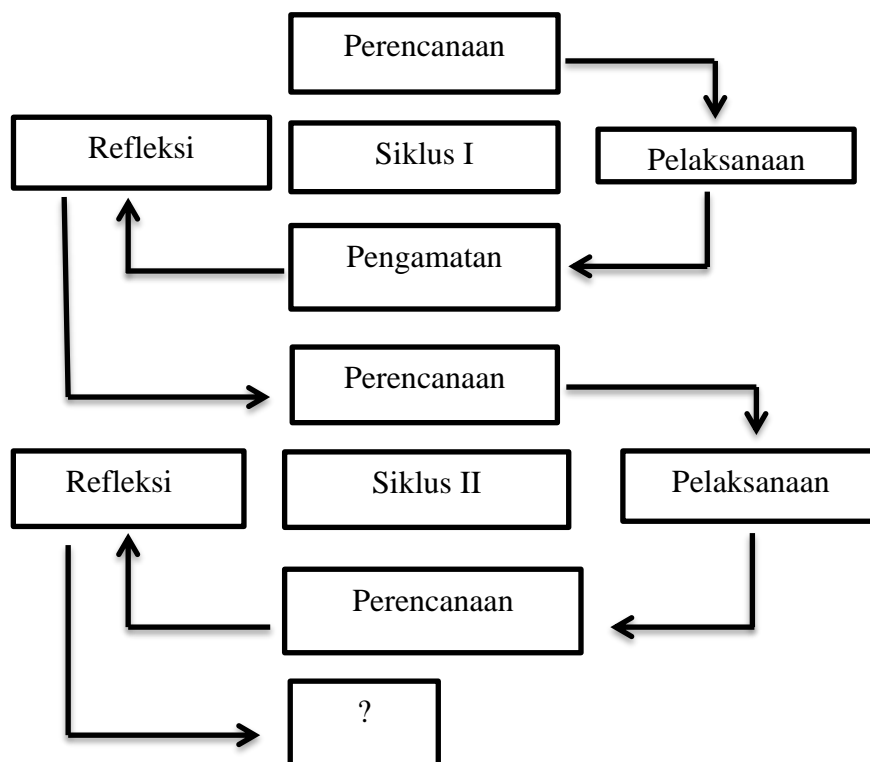 Perencanaan
Refleksi
Siklus I
Pelaksanaan
Pengamatan
Perencanaan
Refleksi
Siklus II
Pelaksanaan
Perencanaan
?